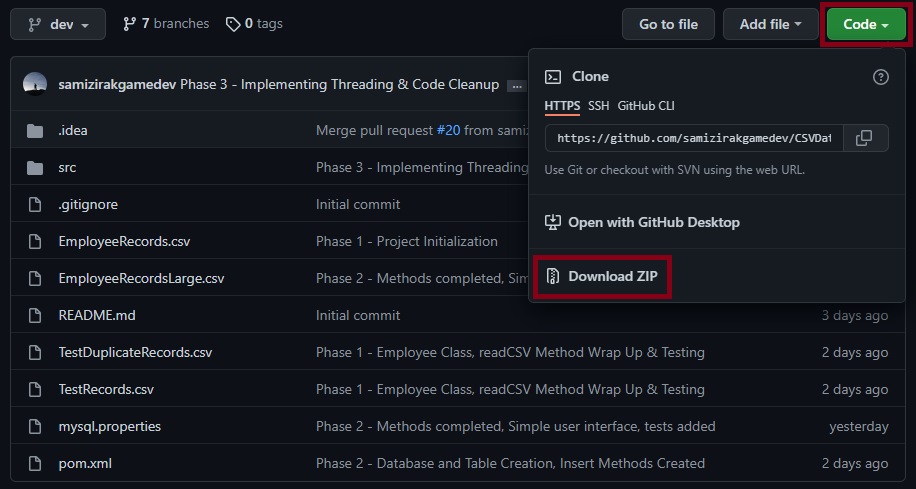 dev 7 branches 0 tags Go to file Add file Code
samizirakgamedev Phase 3 - Implementing Threading & Code Cleanup ...
Clone
HTTPS SSH GitHub CLI
https://github.com/samizirakgamedev/CSVDat
Use Git or checkout with SVN using the web URL.
Open with GitHub Desktop
Download ZIP
.idea Merge pull request #20 from samiz
src Phase 3 - Implementing Threading
.gitignore Initial commit
EmployeeRecords.csv Phase 1 - Project Initialization
EmployeeRecordsLarge.csv Phase 2 - Methods completed, Sim
README.md Initial commit 3 days ago
TestDuplicateRecords.csv Phase 1 - Employee Class, readCSV Method Wrap Up & Testing 2 days ago
TestRecords.csv Phase 1 - Employee Class, readCSV Method Wrap Up & Testing 2 days ago
mysql.properties Phase 2 - Methods completed, Simple user interface, tests added yesterday
pom.xml Phase 2 - Database and Table Creation, Insert Methods Created 2 days ago